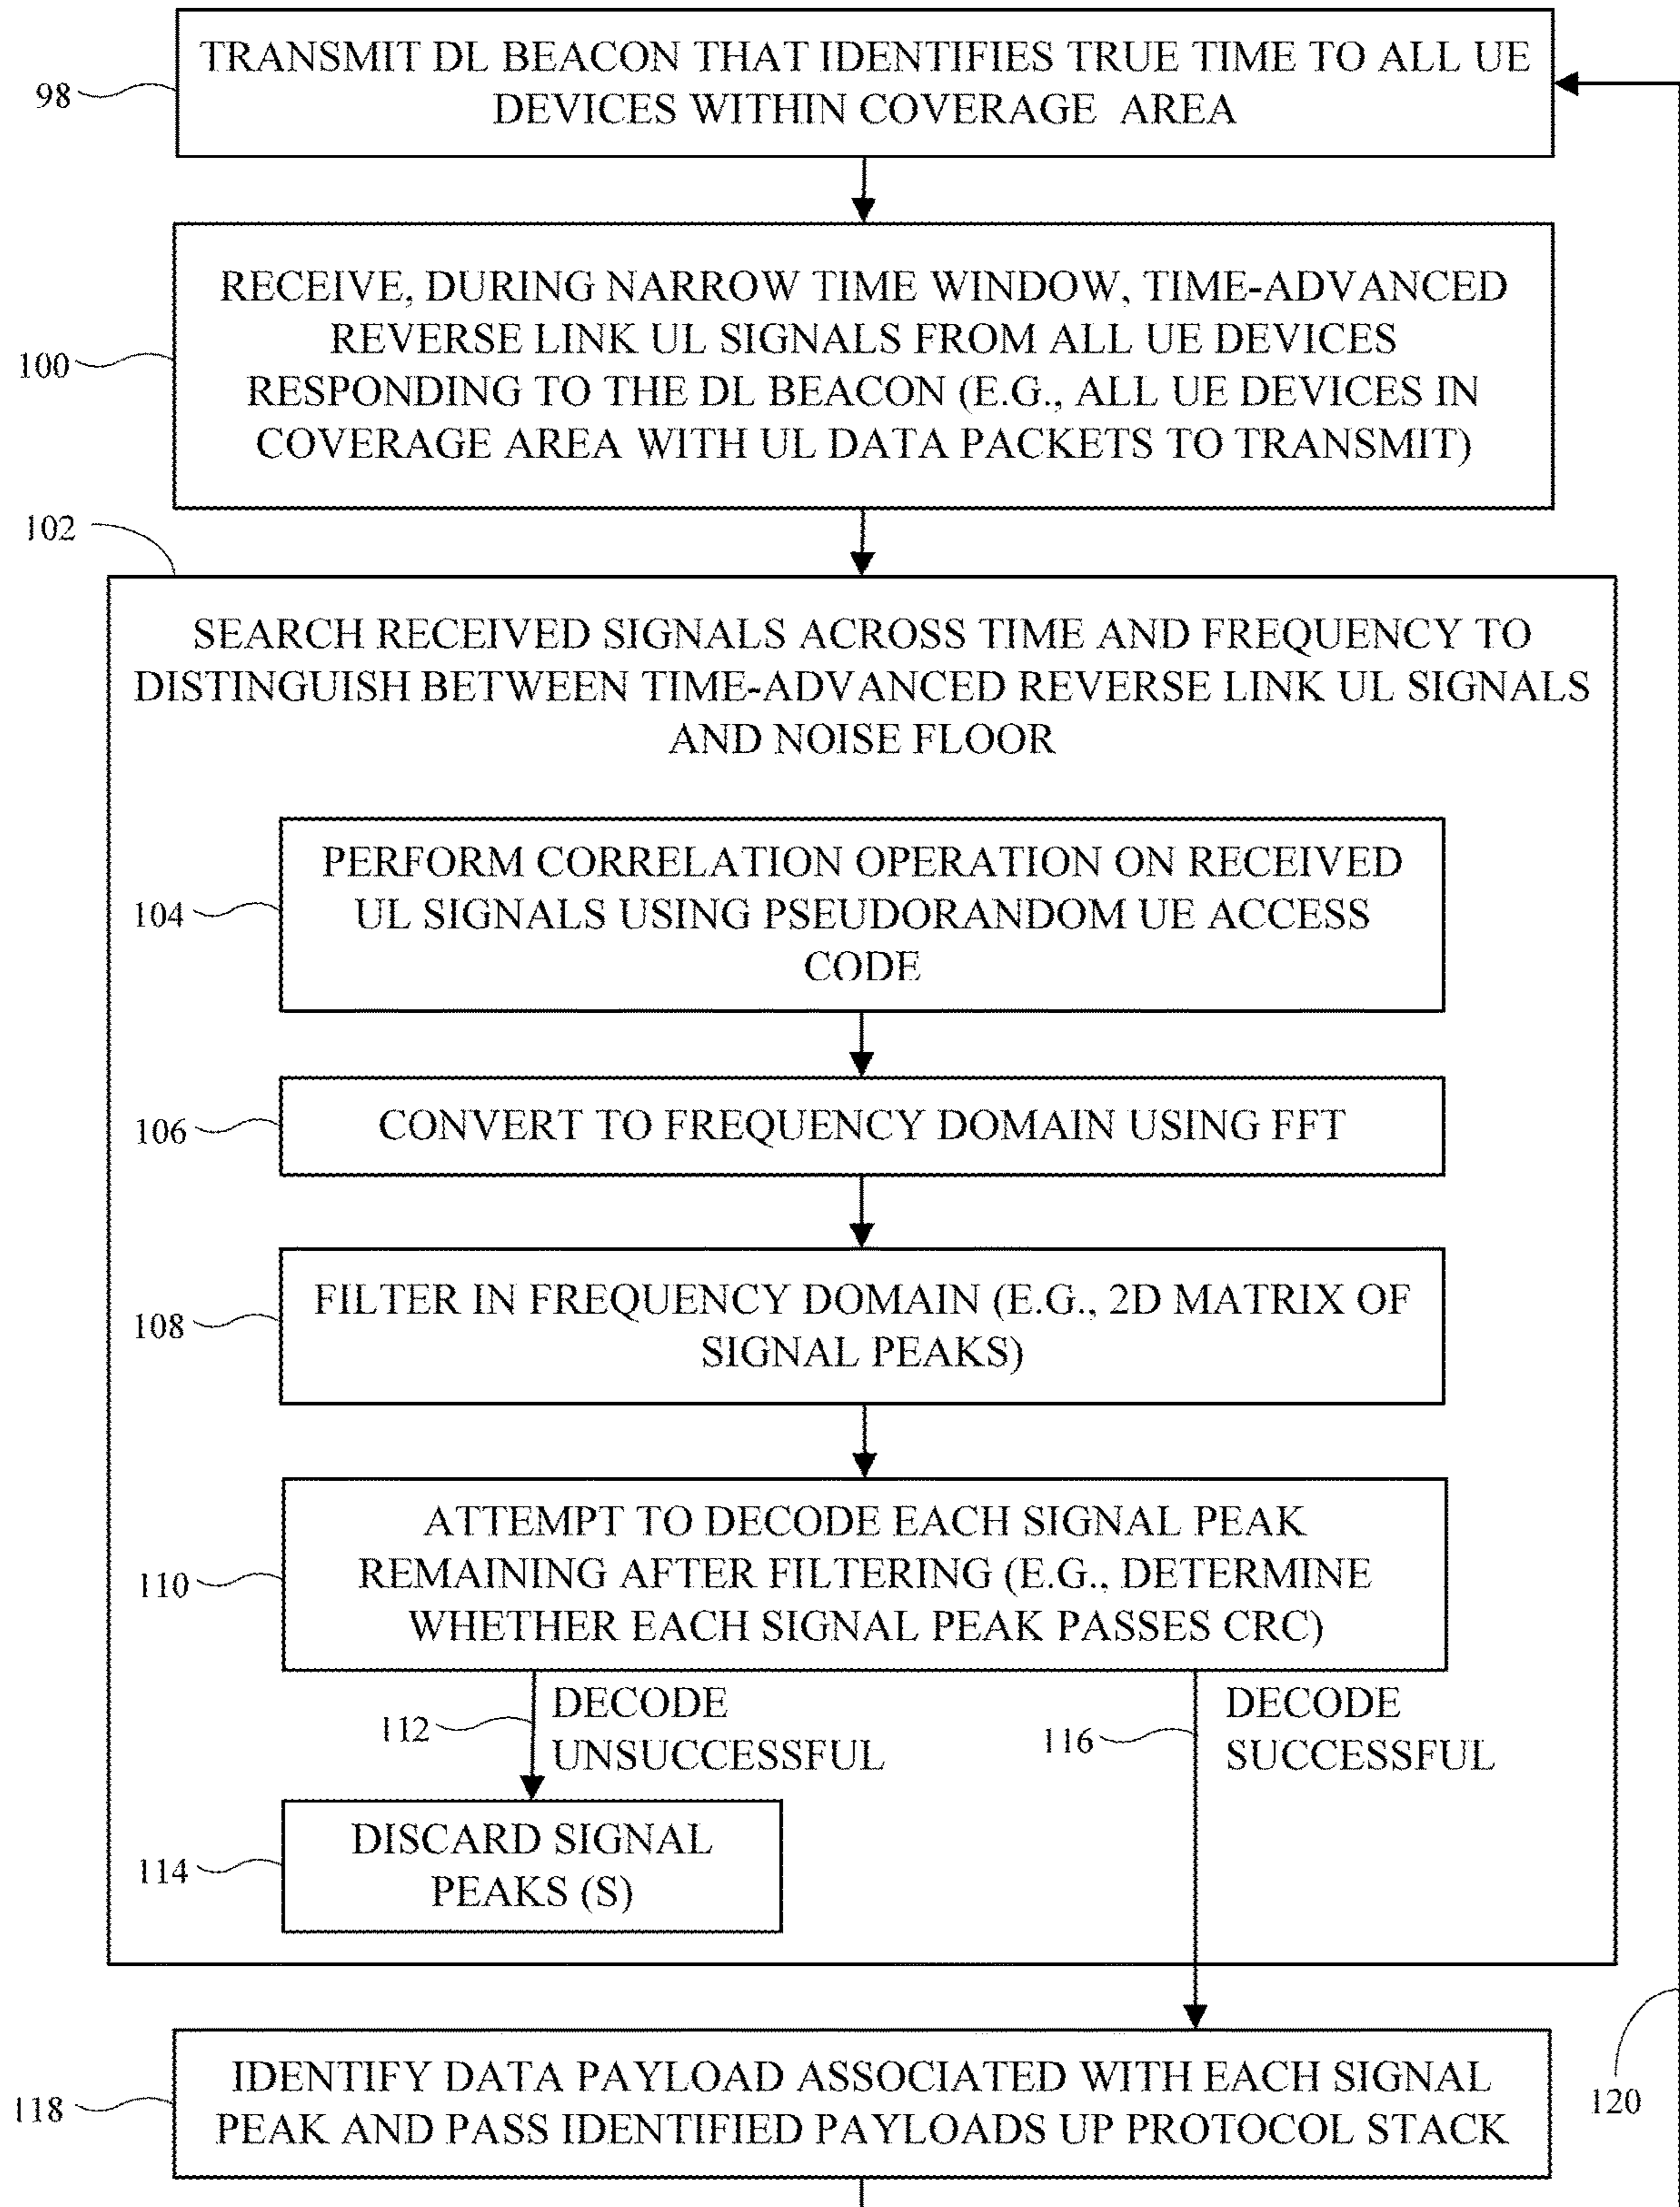 TRANSMIT DL BEACON THAT IDENTIFIES TRUE TIME TO ALL UE
DEVICES WITHIN COVERAGE AREA
98
RECEIVE, DURING NARROW TIME WINDOW, TIME-ADVANCED
REVERSE LINK UL SIGNALS FROM ALL UE DEVICES
RESPONDING TO THE DL BEACON (E.G., ALL UE DEVICES IN
COVERAGE AREA WITH UL DATA PACKETS TO TRANSMIT)
100
102
SEARCH RECEIVED SIGNALS ACROSS TIME AND FREQUENCY TO
DISTINGUISH BETWEEN TIME-ADVANCED REVERSE LINK UL SIGNALS
AND NOISE FLOOR
PERFORM CORRELATION OPERATION ON RECEIVED
UL SIGNALS USING PSEUDORANDOM UE ACCESS
CODE
104
CONVERT TO FREQUENCY DOMAIN USING FFT
106
FILTER IN FREQUENCY DOMAIN (E.G., 2D MATRIX OF
SIGNAL PEAKS)
108
ATTEMPT TO DECODE EACH SIGNAL PEAK
REMAINING AFTER FILTERING (E.G., DETERMINE
WHETHER EACH SIGNAL PEAK PASSES CRC)
110
112
DECODE
UNSUCCESSFUL
116
DECODE
SUCCESSFUL
DISCARD SIGNAL
PEAKS (S)
114
IDENTIFY DATA PAYLOAD ASSOCIATED WITH EACH SIGNAL
PEAK AND PASS IDENTIFIED PAYLOADS UP PROTOCOL STACK
118
120